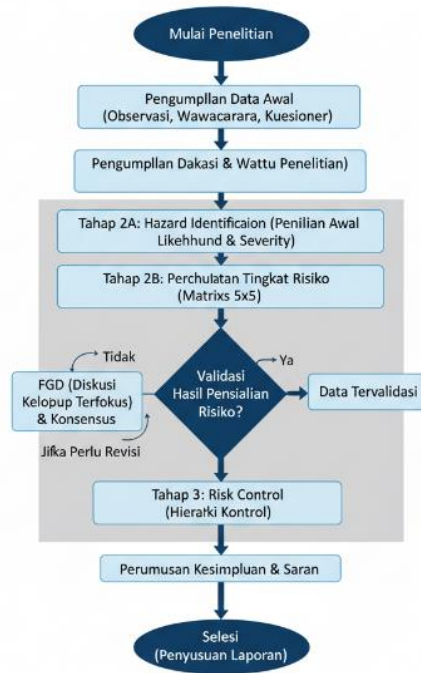 Mulai Penelitian
Pengumpllan Data Awal
(Observasi, Wawacarara, Kuesioner)
Pengumpllan Dakasi & Wattu Penelitian)
Tahap 2A: Hazard Identificaion (Penilian Awal
Likehhund & Severity)
Tahap 2B: Perchulatan Tingkat Risiko
(Matrixs 5x5)
Tidak
Ya
FGD (Diskusi
Kelopup Terfokus)
& Konsensus
Validasi
Hasil Pensialian
Risiko?
Data Tervalidasi
Jifka Perlu Revisi
Tahap 3: Risk Control
(Hieratki Kontrol)
Perumusan Kesimpluan & Saran
Selesi
(Penyusuan Laporan)